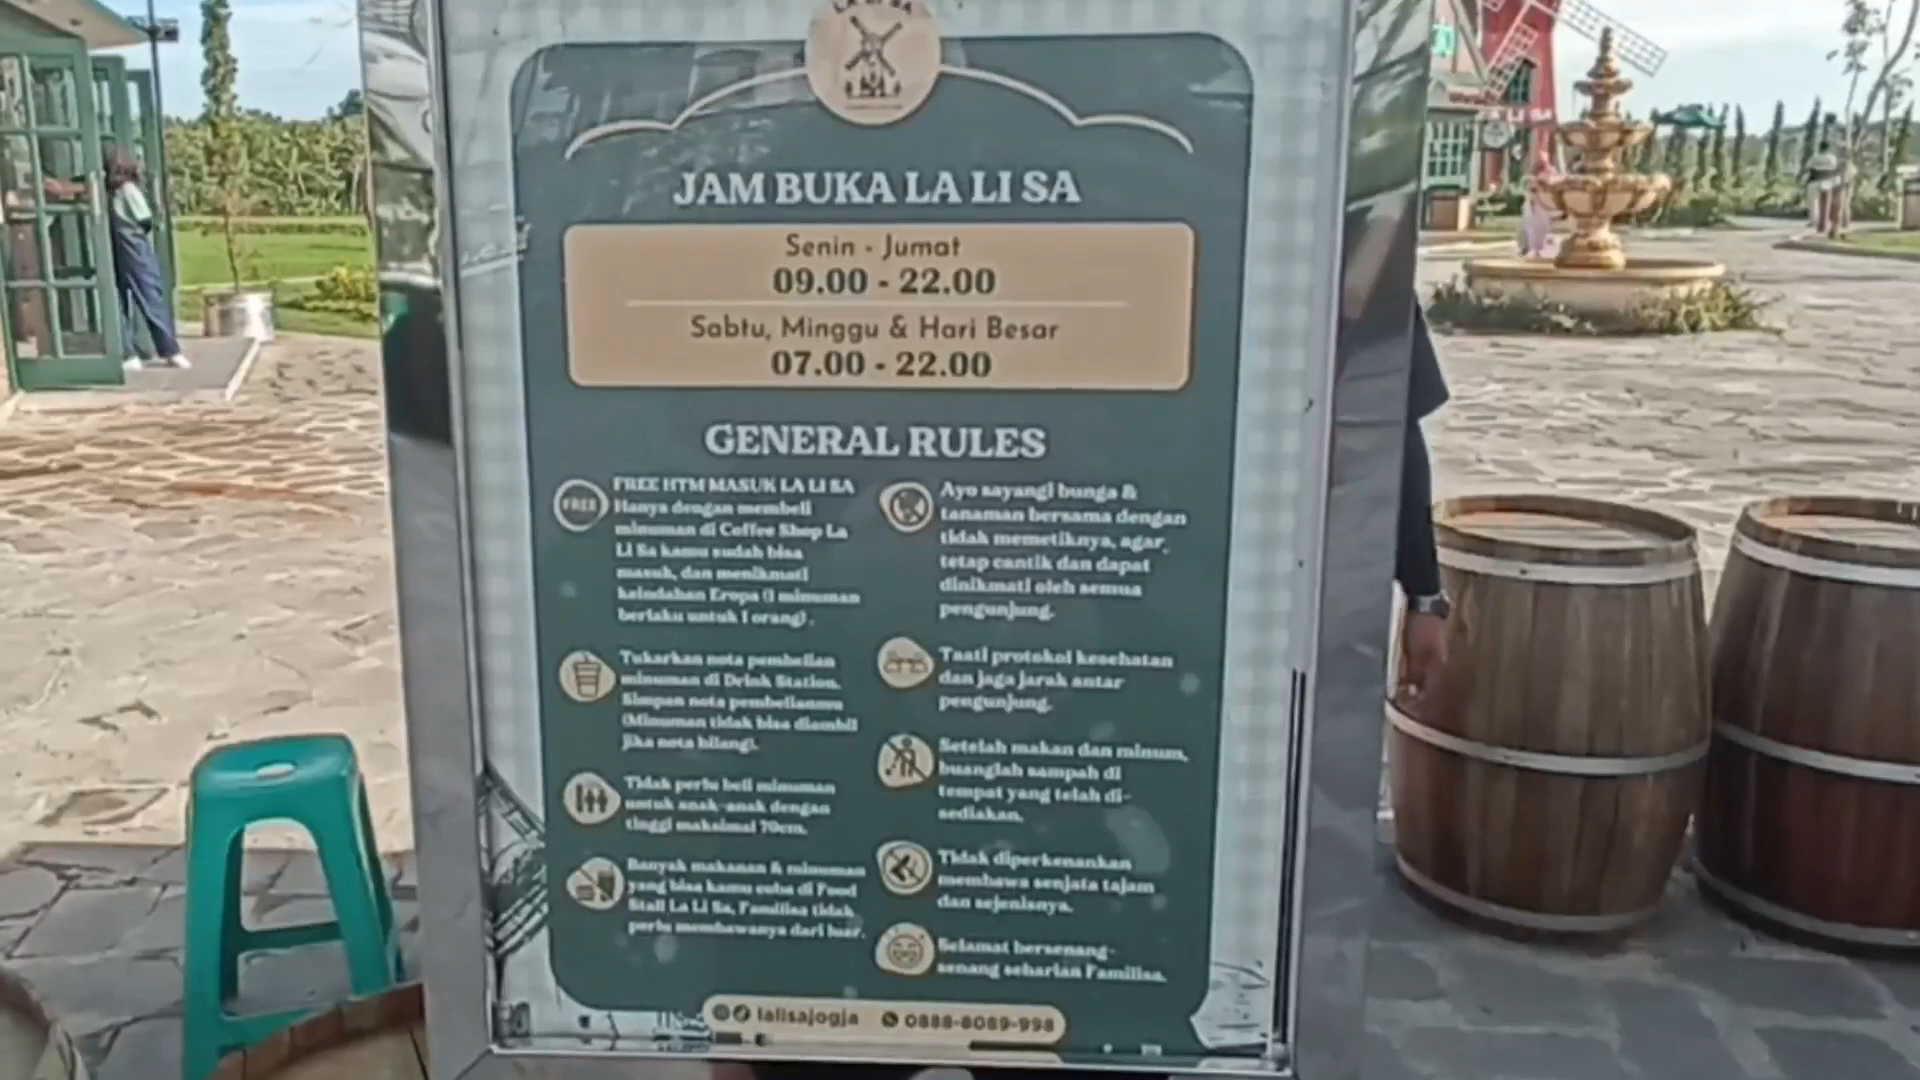 LA LI SA
JAM BUKA LA LI SA
Senin - Jumat
09.00 - 22.00
Sabtu, Minggu & Hari Besar
07.00 - 22.00
GENERAL RULES
FREE
FREE HTM MASUK LA LI SA
Hanya dengan membeli
minuman di Coffee Shop La
Li Sa kamu sudah bisa
masuk, dan menikmati
keindahan Eropa (1 minuman
berlaku untuk 1 orang).
Tukarkan nota pembelian
minuman di Drink Station.
Simpan nota pembelianmu
(Minuman tidak bisa diambil
jika nota hilang).
Tidak perlu beli minuman
untuk anak-anak dengan
tinggi maksimal 70cm.
Banyak makanan & minuman
yang bisa kamu coba di Food
Stall La Li Sa, Familisa tidak
perlu membawanya dari luar.
Ayo sayangi bunga &
tanaman bersama dengan
tidak memetiknya, agar
tetap cantik dan dapat
dinikmati oleh semua
pengunjung.
Taati protokol kesehatan
dan jaga jarak antar
pengunjung.
Setelah makan dan minum,
buanglah sampah di
tempat yang telah di-
sediakan.
Tidak diperkenankan
membawa senjata tajam
dan sejenisnya.
Selamat bersenang-
senang seharian Familisa.
lalisajogja 0888-8089-998